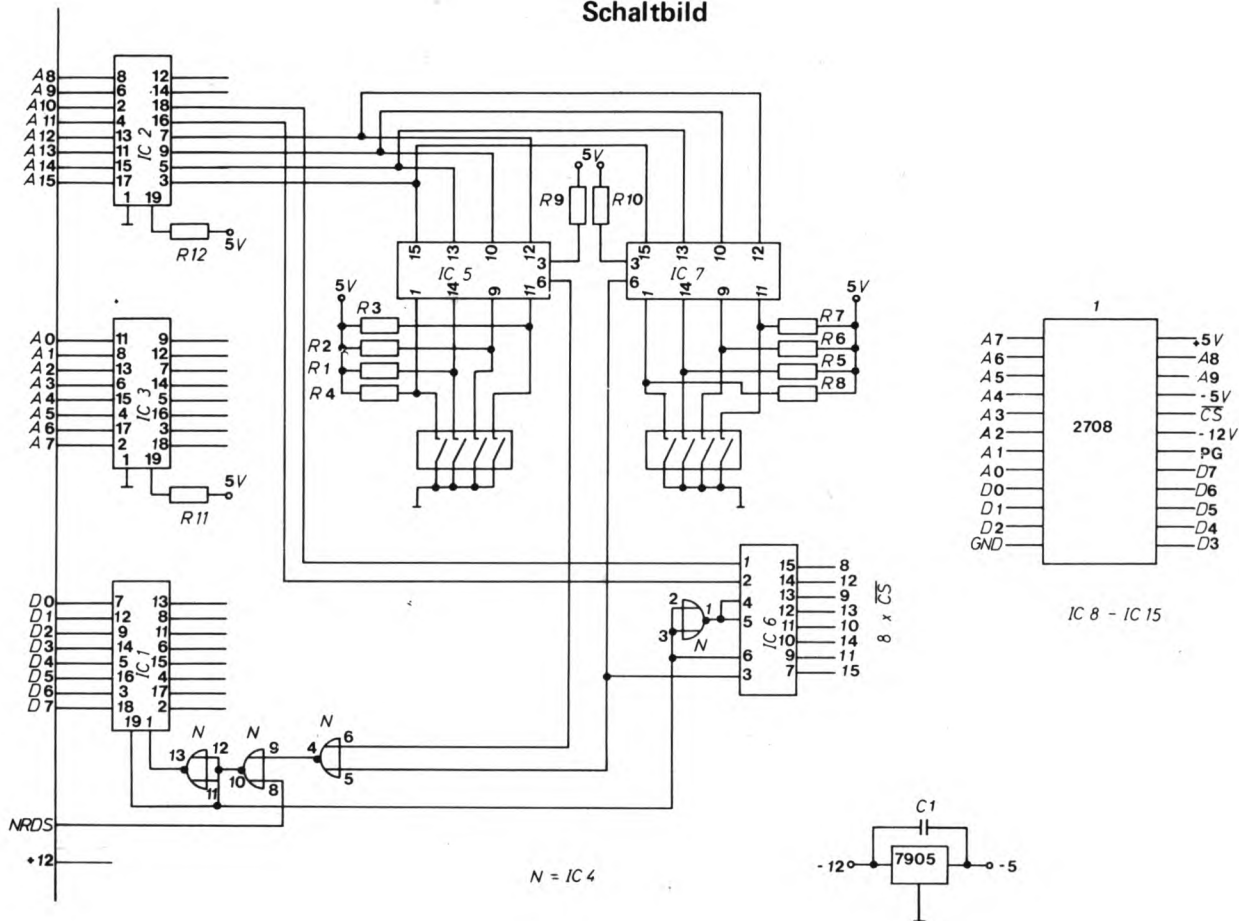 Schaltbild
A8 8 12
A9 6 14
A10 2 18
A11 4 16
A12 13 7
A13 11 9
A14 15 5
A15 17 3
IC 2
1 19
R12 5V
A0 11 9
A1 8 12
A2 13 7
A3 6 14
A4 15 5
A5 4 16
A6 17 3
A7 2 18
IC 3
1 19
R11 5V
D0 7 13
D1 12 8
D2 9 11
D3 14 6
D4 5 15
D5 16 4
D6 3 17
D7 18 2
IC 1
19 1
5V 5V
R9 R10
15 13 10 12
IC 5
3
6
1 14 9 11
5V
R3
R2
R1
R4
15 13 10 12
3
6
IC 7
1 14 9 11
5V
R7
R6
R5
R8
1 15 8
2 14 12
13 9
4 12 13
5 11 10
10 14
6 9 11
3 7 15
IC 6
8 x CS
2
3
1
N
N N N
13 12
11
10 9
8
4 6
5
NRDS
+12
N = IC 4
1
2708
A7 +5V
A6 A8
A5 A9
A4 -5V
A3 CS
A2 -12V
A1 PG
A0 D7
D0 D6
D1 D5
D2 D4
GND D3
IC 8 - IC 15
C1
-12 7905 -5